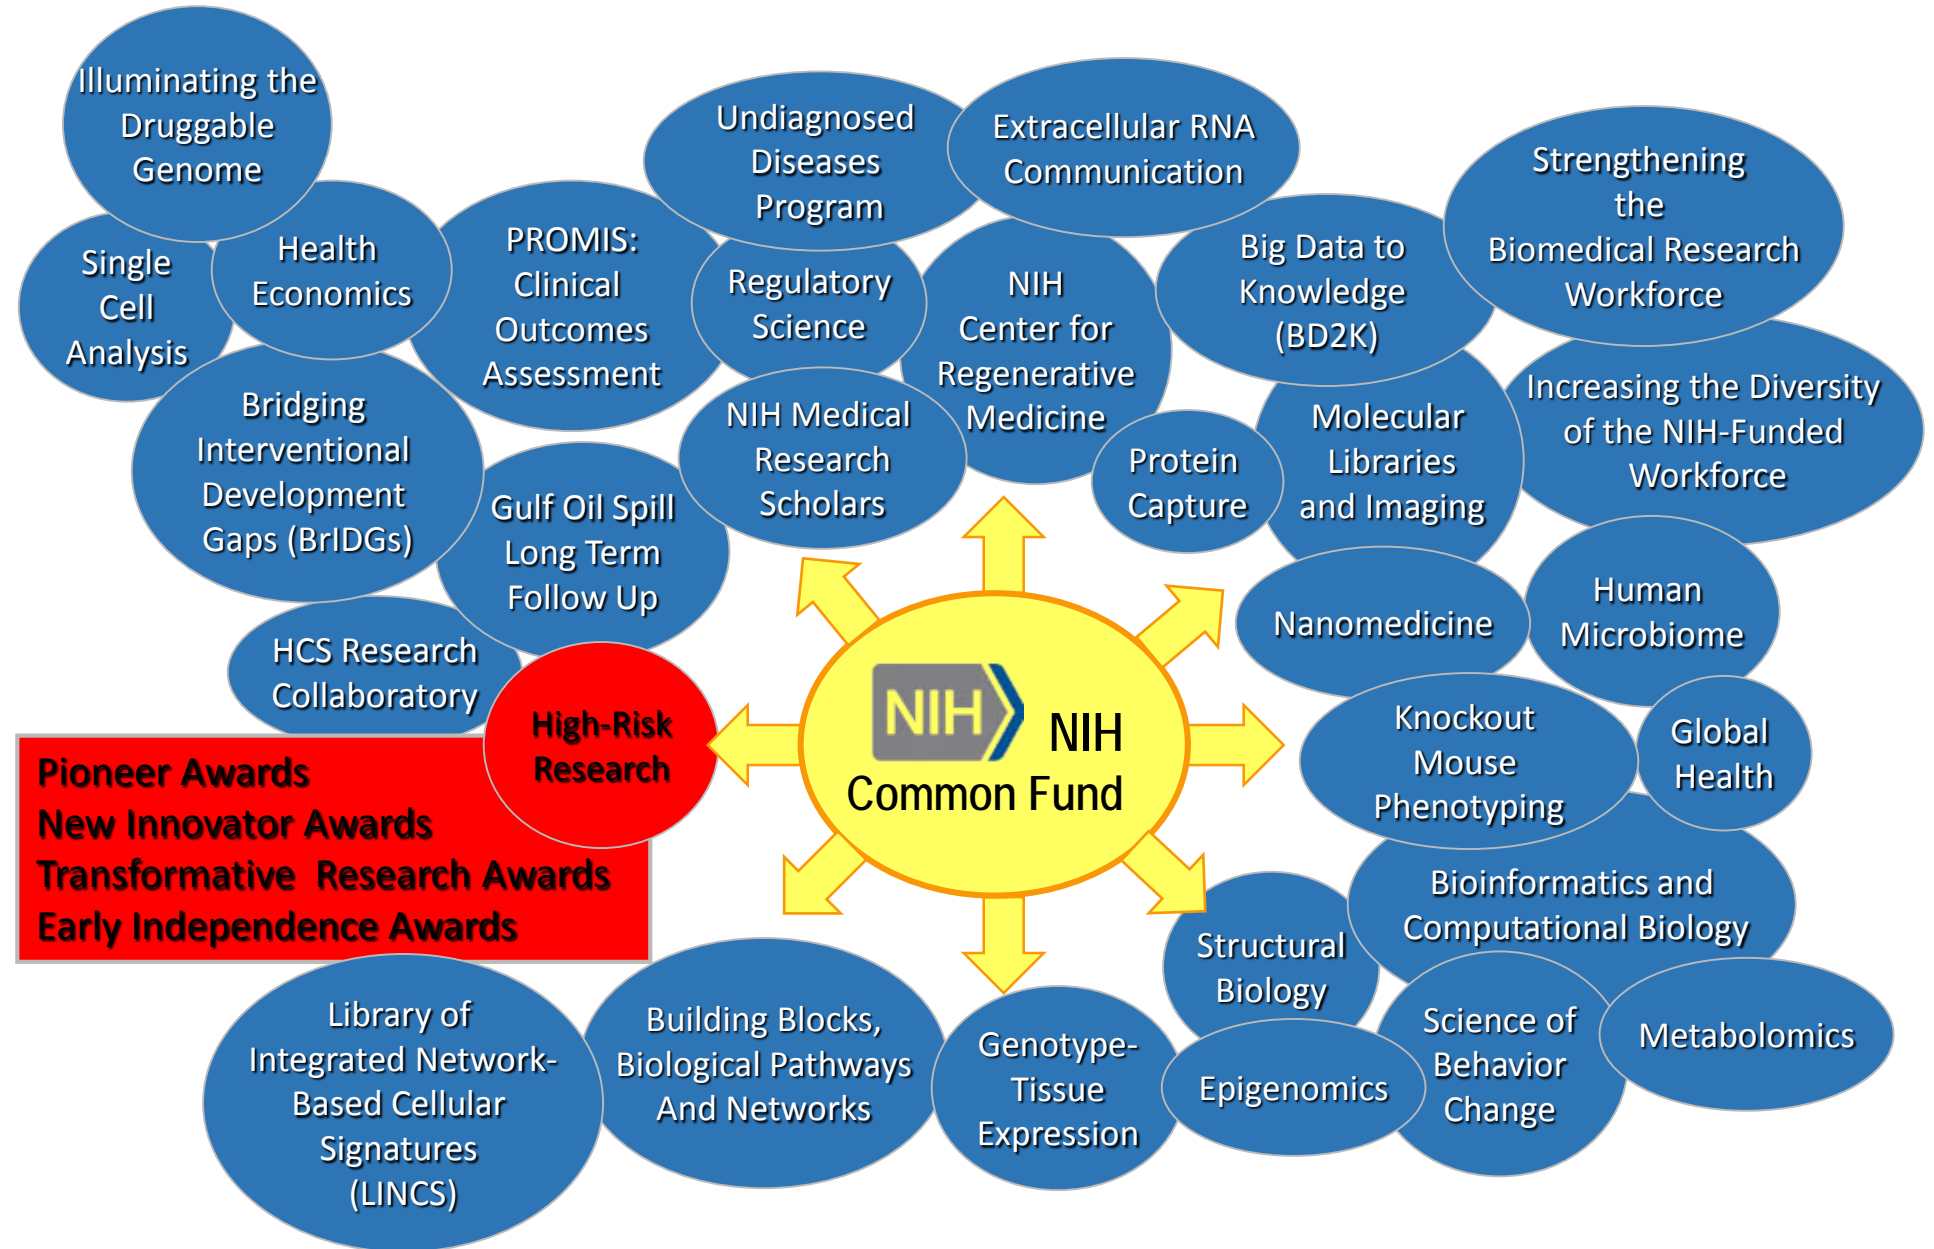 Illuminating the
Druggable
Genome
Undiagnosed
Diseases
Program
Extracellular RNA
Communication
Strengthening
the
Biomedical Research
Workforce
Single
Cell
Analysis
Health
Economics
PROMIS:
Clinical
Outcomes
Assessment
Regulatory
Science
NIH
Center for
Regenerative
Medicine
Big Data to
Knowledge
(BD2K)
Increasing the Diversity
of the NIH-Funded
Workforce
Bridging
Interventional
Development
Gaps (BrIDGs)
NIH Medical
Research
Scholars
Protein
Capture
Molecular
Libraries
and Imaging
Gulf Oil Spill
Long Term
Follow Up
Nanomedicine
Human
Microbiome
HCS Research
Collaboratory
High-Risk
Research
NIH
NIH
Common Fund
Knockout
Mouse
Phenotyping
Global
Health
Pioneer Awards
New Innovator Awards
Transformative Research Awards
Early Independence Awards
Bioinformatics and
Computational Biology
Structural
Biology
Library of
Integrated Network-
Based Cellular
Signatures
(LINCS)
Building Blocks,
Biological Pathways
And Networks
Genotype-
Tissue
Expression
Epigenomics
Science of
Behavior
Change
Metabolomics